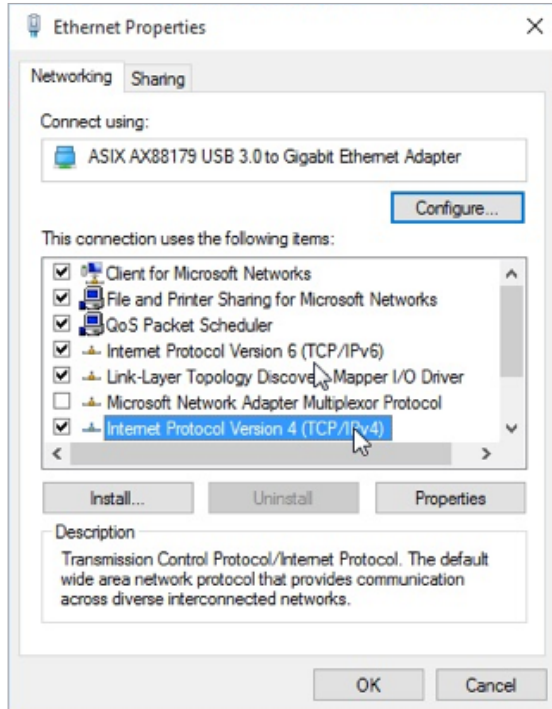 Ethernet Properties
Networking
Sharing
Connect using:
ASIX AX88179 USB 3.0 to Gigabit Ethernet Adapter
Configure...
This connection uses the following items:
Client for Microsoft Networks
File and Printer Sharing for Microsoft Networks
QoS Packet Scheduler
Internet Protocol Version 6 (TCP/IPv6)
Link-Layer Topology Discovery Mapper I/O Driver
Microsoft Network Adapter Multiplexor Protocol
Internet Protocol Version 4 (TCP/IPv4)
Install...
Uninstall
Properties
Description
Transmission Control Protocol/Internet Protocol. The default
wide area network protocol that provides communication
across diverse interconnected networks.
OK
Cancel